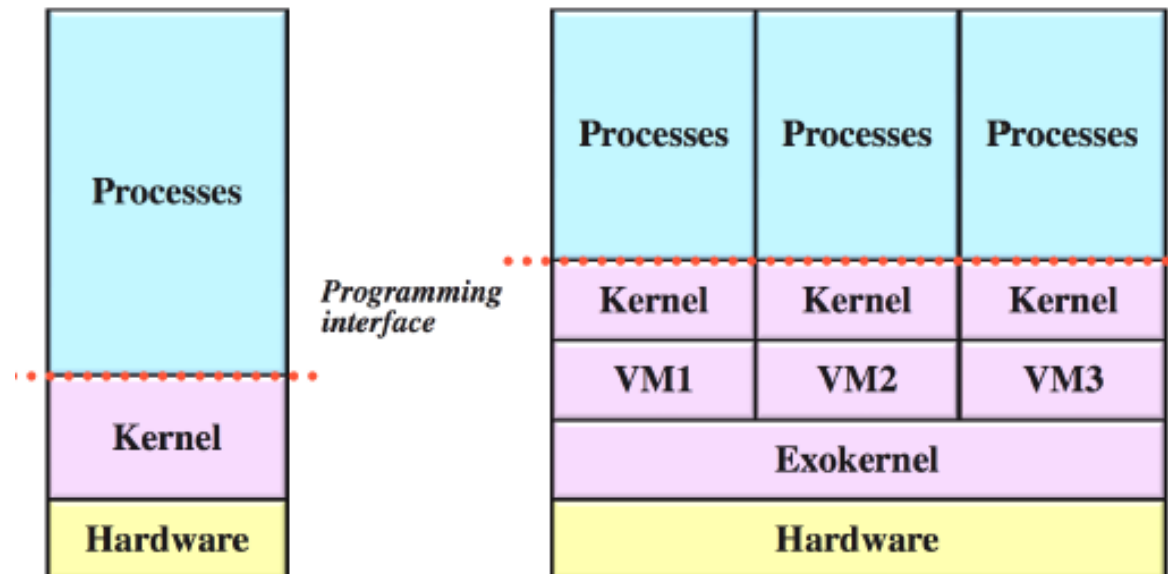 Processes
Kernel
Hardware
Programming
interface
Processes Processes Processes
Kernel Kernel Kernel
VM1 VM2 VM3
Exokernel
Hardware